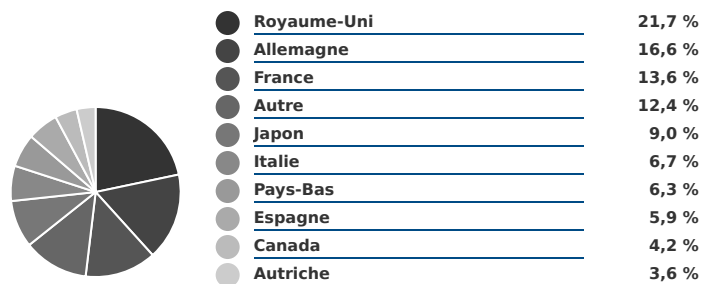 Royaume-Uni 21,7 %
Allemagne 16,6 %
France 13,6 %
Autre 12,4 %
Japon 9,0 %
Italie 6,7 %
Pays-Bas 6,3 %
Espagne 5,9 %
Canada 4,2 %
Autriche 3,6 %